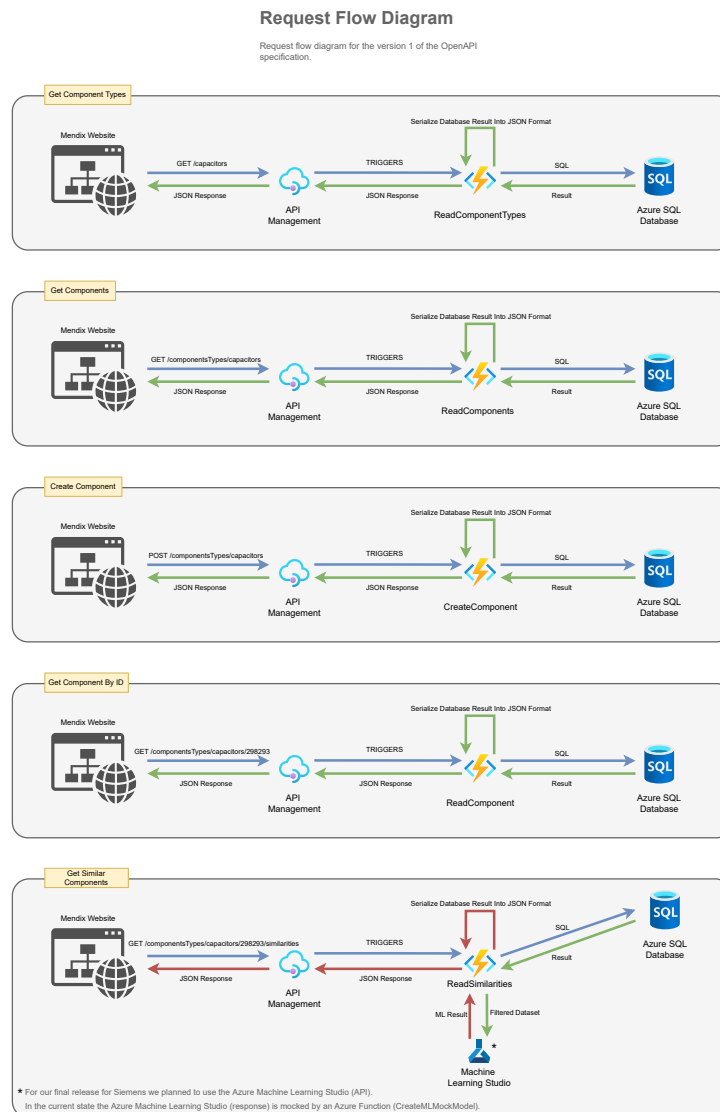 Request Flow Diagram
Request flow diagram for the version 1 of the OpenAPI
specification.
Get Component Types
Mendix Website
GET /capacitors
JSON Response
API
Management
TRIGGERS
JSON Response
Serialize Database Result Into JSON Format
ReadComponentTypes
SQL
Result
SQL
Azure SQL
Database
Get Components
Mendix Website
GET /componentsTypes/capacitors
JSON Response
API
Management
TRIGGERS
JSON Response
Serialize Database Result Into JSON Format
ReadComponents
SQL
Result
SQL
Azure SQL
Database
Create Component
Mendix Website
POST /componentsTypes/capacitors
JSON Response
API
Management
TRIGGERS
JSON Response
Serialize Database Result Into JSON Format
CreateComponent
SQL
Result
SQL
Azure SQL
Database
Get Component By ID
Mendix Website
GET /componentsTypes/capacitors/298293
JSON Response
API
Management
TRIGGERS
JSON Response
Serialize Database Result Into JSON Format
ReadComponent
SQL
Result
SQL
Azure SQL
Database
Get Similar
Components
Mendix Website
GET /componentsTypes/capacitors/298293/similarities
JSON Response
API
Management
TRIGGERS
JSON Response
Serialize Database Result Into JSON Format
ReadSimilarities
SQL
Result
SQL
Azure SQL
Database
ML Result
Filtered Dataset
*
Machine
Learning Studio
* For our final release for Siemens we planned to use the Azure Machine Learning Studio (API).
In the current state the Azure Machine Learning Studio (response) is mocked by an Azure Function (CreateMLMockModel).